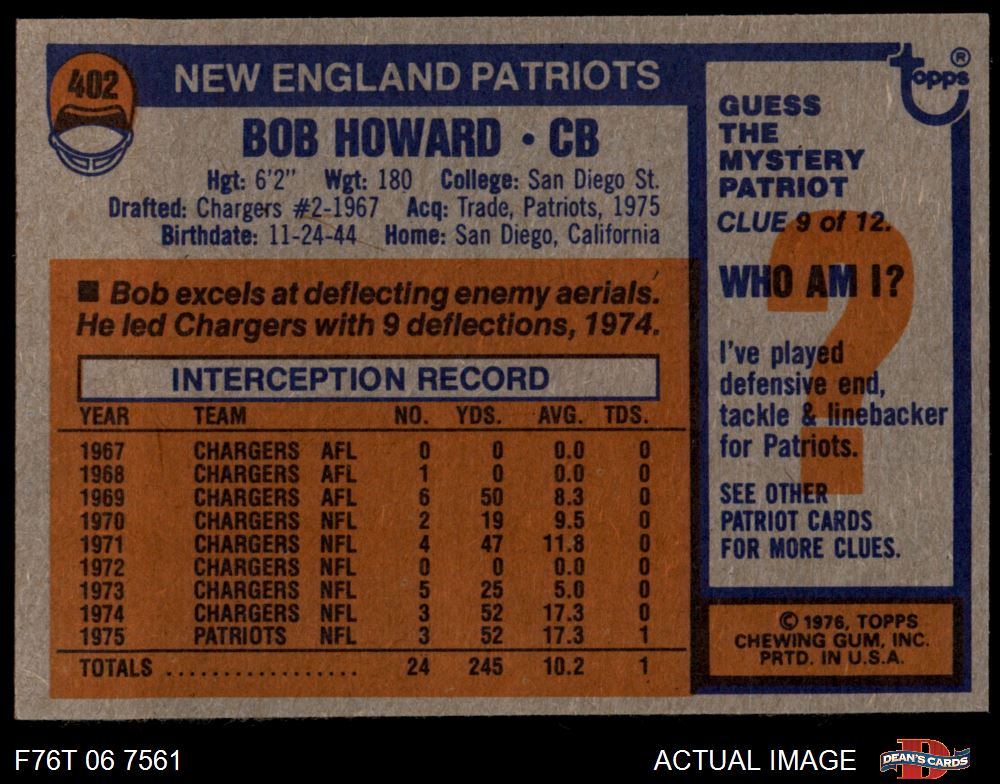 402
NEW ENGLAND PATRIOTS
BOB HOWARD • CB
Hgt: 6'2" Wgt: 180 College: San Diego St.
Drafted: Chargers #2-1967 Acq: Trade, Patriots, 1975
Birthdate: 11-24-44 Home: San Diego, California
■ Bob excels at deflecting enemy aerials.
He led Chargers with 9 deflections, 1974.
INTERCEPTION RECORD
YEAR TEAM NO. YDS. AVG. TDS.
1967 CHARGERS AFL 0 0 0.0 0
1968 CHARGERS AFL 1 0 0.0 0
1969 CHARGERS AFL 6 50 8.3 0
1970 CHARGERS NFL 2 19 9.5 0
1971 CHARGERS NFL 4 47 11.8 0
1972 CHARGERS NFL 0 0 0.0 0
1973 CHARGERS NFL 5 25 5.0 0
1974 CHARGERS NFL 3 52 17.3 0
1975 PATRIOTS NFL 3 52 17.3 1
TOTALS ................. 24 245 10.2 1
Topps ®
GUESS
THE
MYSTERY
PATRIOT
CLUE 9 of 12.
WHO AM I?
I've played
defensive end,
tackle & linebacker
for Patriots.
SEE OTHER
PATRIOT CARDS
FOR MORE CLUES.
© 1976, TOPPS
CHEWING GUM, INC.
PRTD. IN U.S.A.
F76T 06 7561
ACTUAL IMAGE
D
DEAN'S CARDS